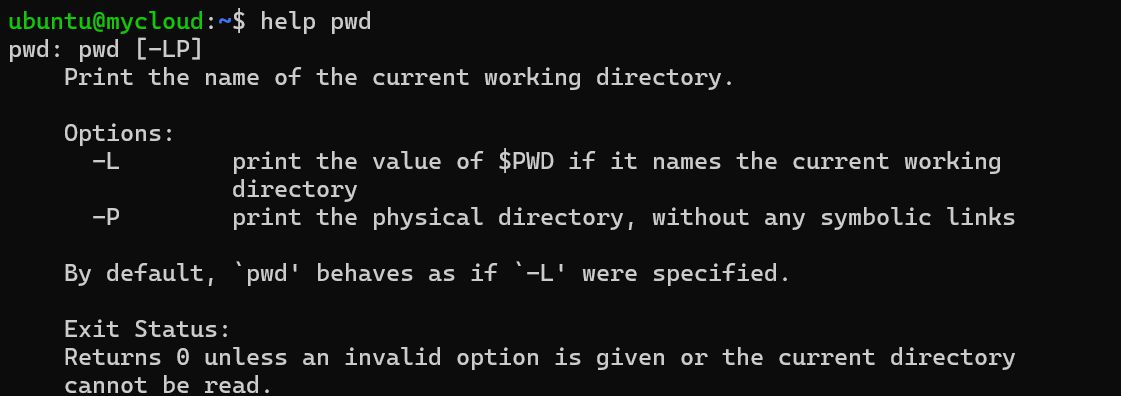 ubuntu@mycloud:~$ help pwd
pwd: pwd [-LP]
    Print the name of the current working directory.

    Options:
      -L        print the value of $PWD if it names the current working
                directory
      -P        print the physical directory, without any symbolic links

    By default, `pwd' behaves as if `-L' were specified.

    Exit Status:
    Returns 0 unless an invalid option is given or the current directory
    cannot be read.